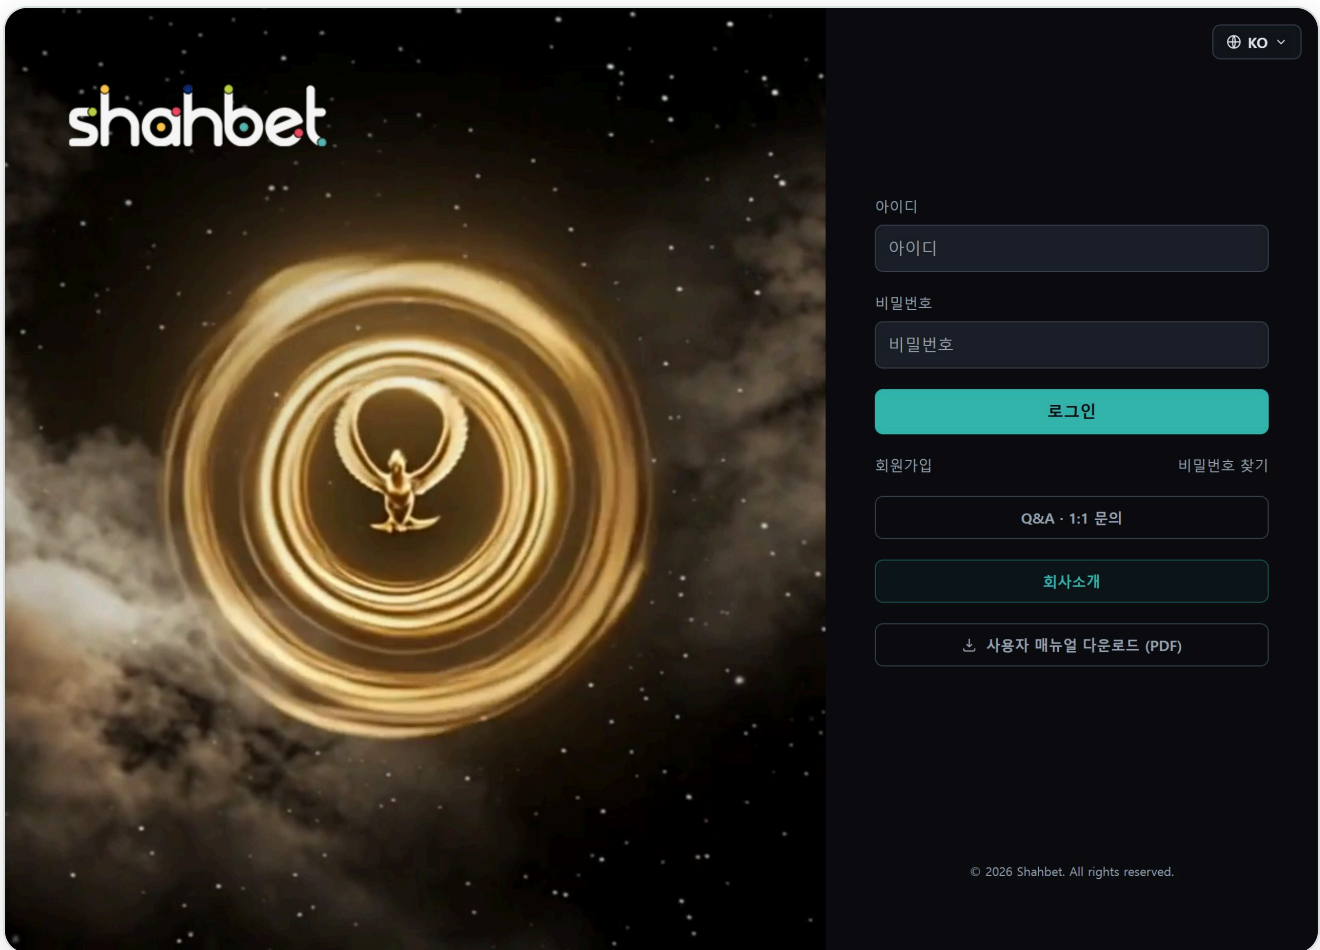 shahbet
KO
아이디
아이디
비밀번호
비밀번호
로그인
회원가입
비밀번호 찾기
Q&A · 1:1 문의
회사소개
사용자 매뉴얼 다운로드 (PDF)
© 2026 Shahbet. All rights reserved.